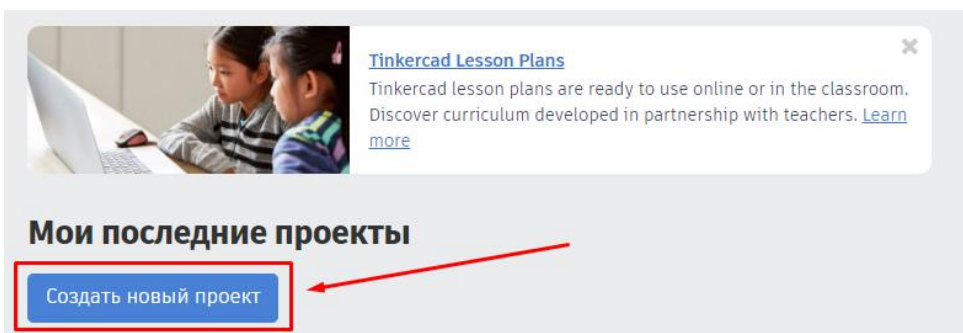 Tinkercad Lesson Plans
Tinkercad lesson plans are ready to use online or in the classroom.
Discover curriculum developed in partnership with teachers. Learn
more
Мои последние проекты
Создать новый проект